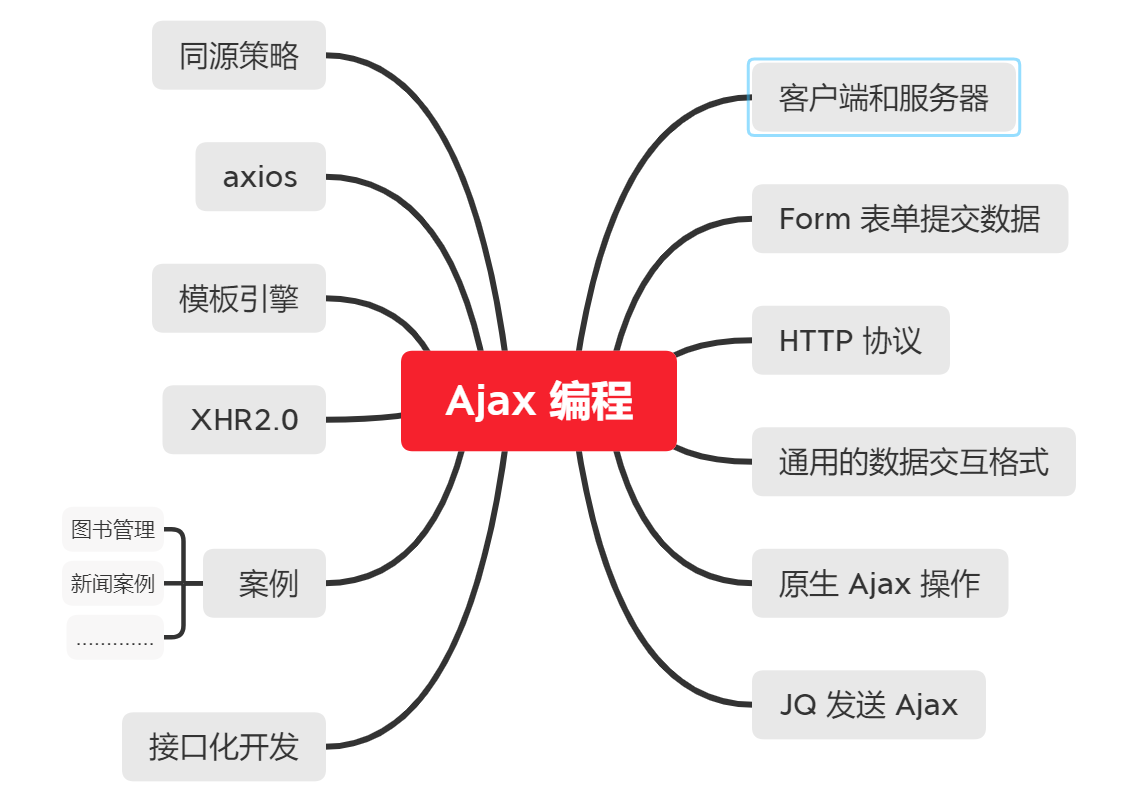 同源策略
axios
模板引擎
XHR2.0
图书管理
新闻案例
.............
案例
接口化开发
Ajax 编程
客户端和服务器
Form 表单提交数据
HTTP 协议
通用的数据交互格式
原生 Ajax 操作
JQ 发送 Ajax